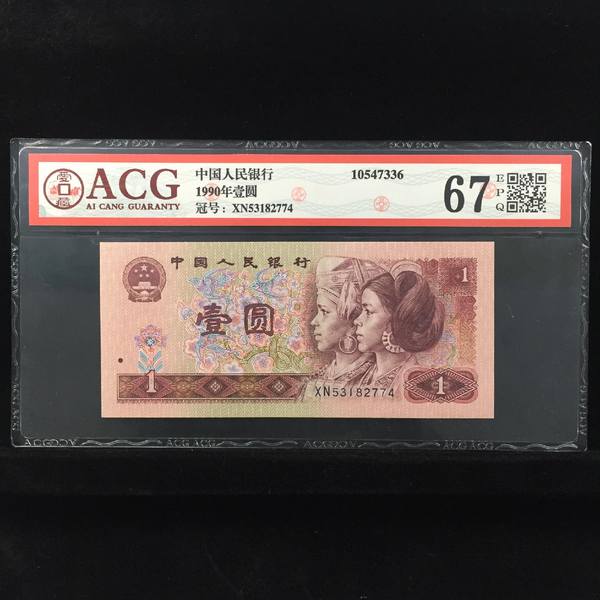 ACG
AI CANG GUARANTY
中国人民银行
1990年壹圆
冠号：XN53182774
10547336
67
EPQ
中国人民银行
壹圆
1
1
1
XN53182774